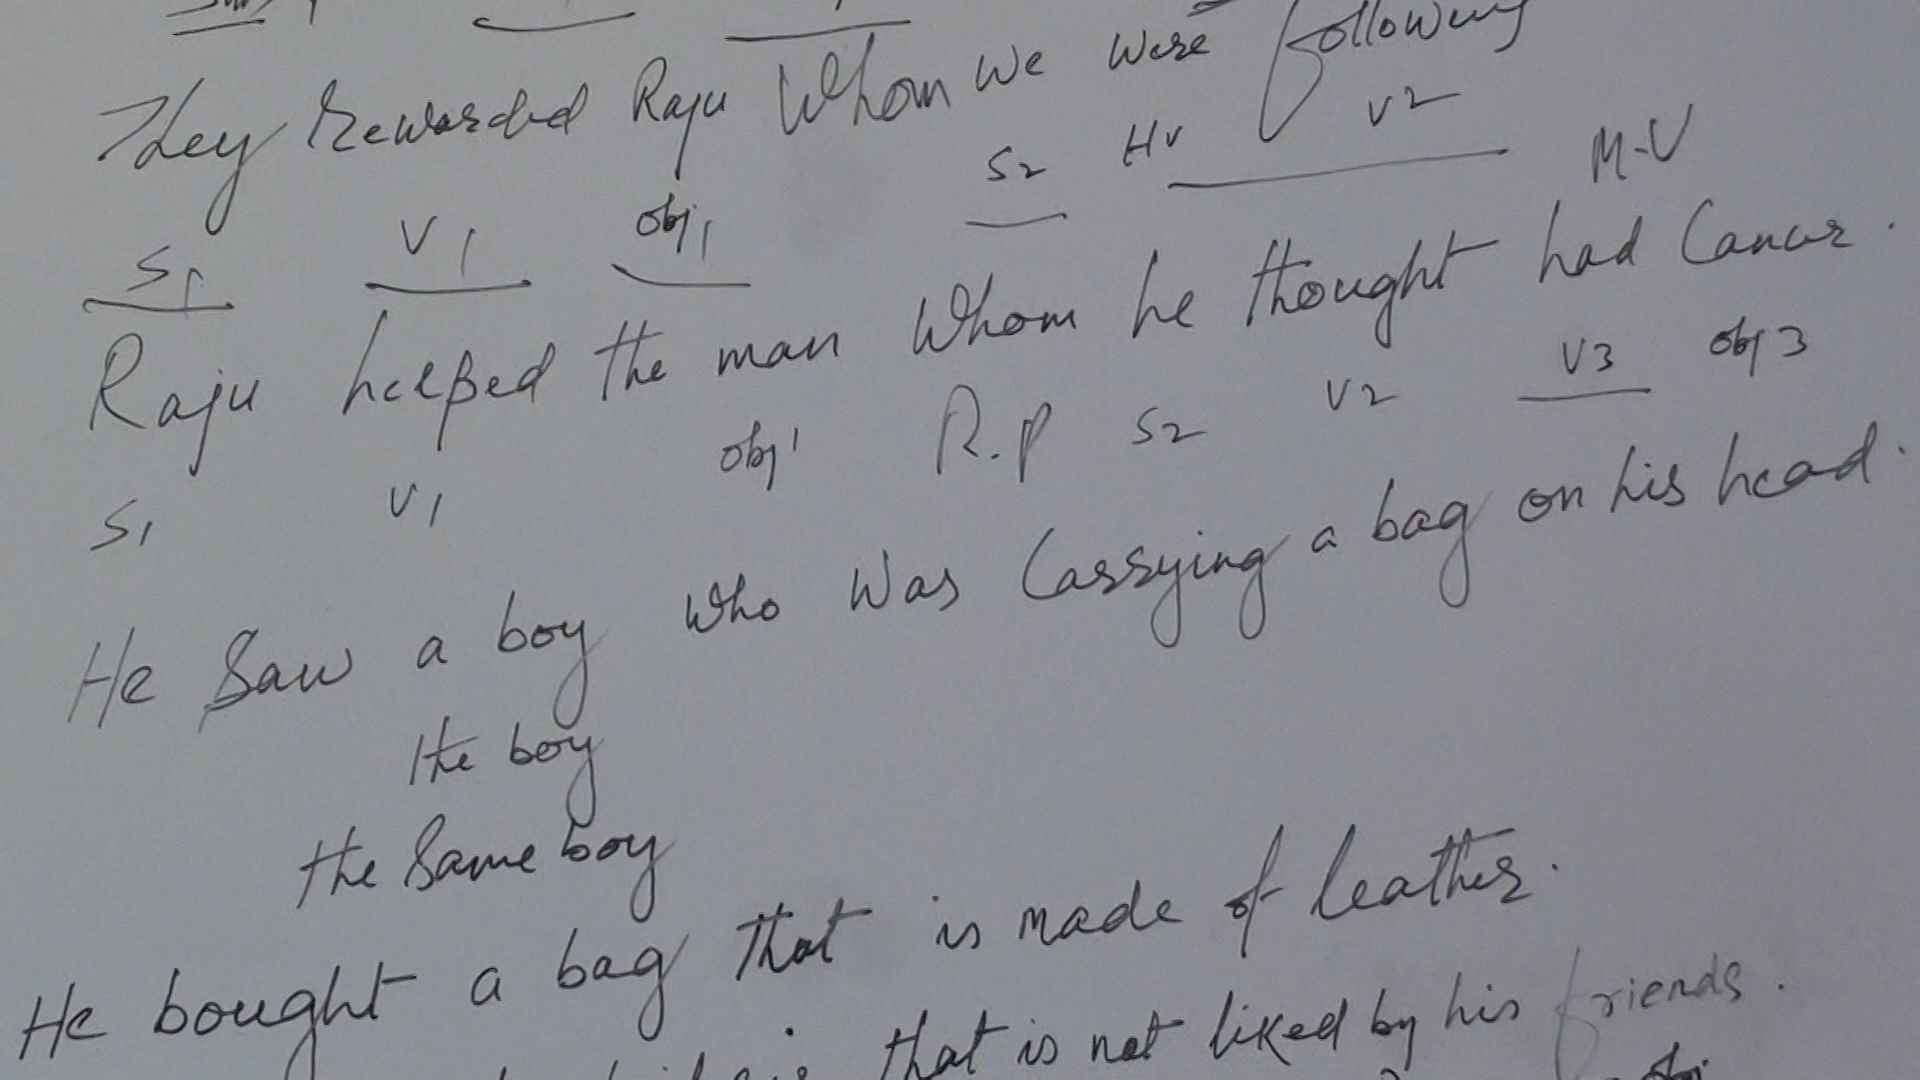 They rewarded Raju whom we were following
S1 V1 obj1 S2 HV V2 M-V
Raju helped the man whom he thought had Cancer.
S1 V1 obj1 R.P S2 V2 V3 obj3
He saw a boy who was carrying a bag on his head.
the boy
the same boy
He bought a bag that is made of leather.
that is not liked by his friends.
obj